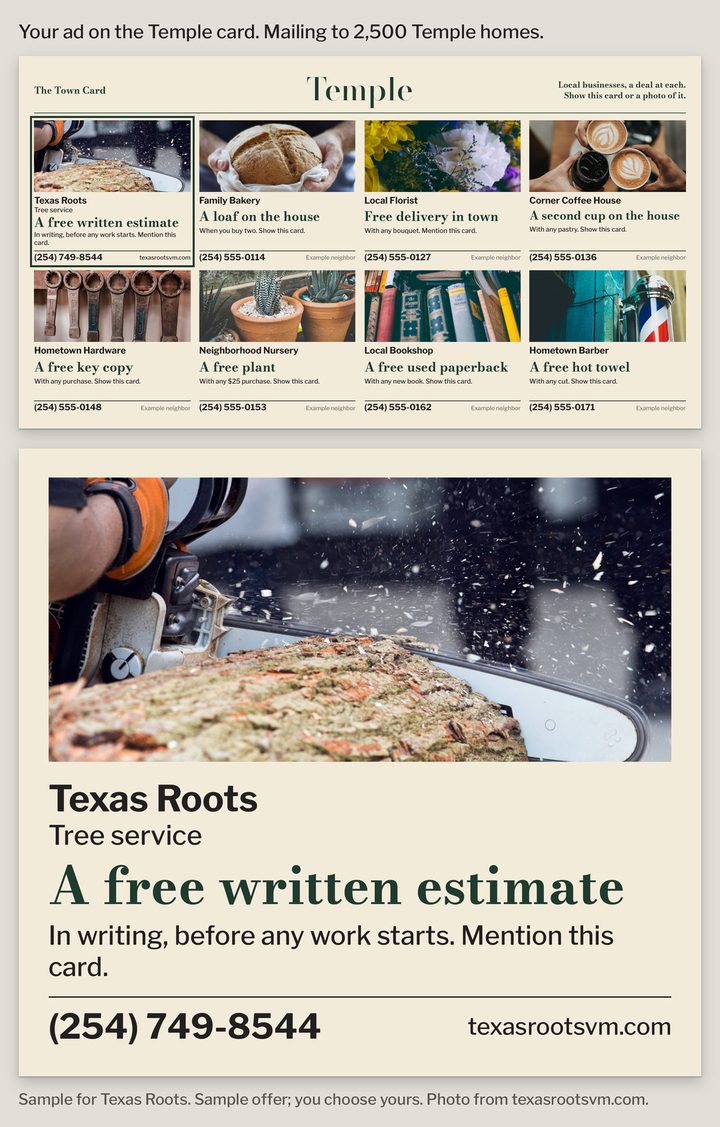 Your ad on the Temple card. Mailing to 2,500 Temple homes.
The Town Card
Temple
Local businesses, a deal at each.
Show this card or a photo of it.
Texas Roots
Tree service
A free written estimate
In writing, before any work starts. Mention this
card.
(254) 749-8544
texasrootsvm.com
Family Bakery
A loaf on the house
When you buy two. Show this card.
(254) 555-0114
Example neighbor
Local Florist
Free delivery in town
With any bouquet. Mention this card.
(254) 555-0127
Example neighbor
Corner Coffee House
A second cup on the house
With any pastry. Show this card.
(254) 555-0136
Example neighbor
Hometown Hardware
A free key copy
With any purchase. Show this card.
(254) 555-0148
Example neighbor
Neighborhood Nursery
A free plant
With any $25 purchase. Show this card.
(254) 555-0153
Example neighbor
Local Bookshop
A free used paperback
With any new book. Show this card.
(254) 555-0162
Example neighbor
Hometown Barber
A free hot towel
With any cut. Show this card.
(254) 555-0171
Example neighbor
Texas Roots
Tree service
A free written estimate
In writing, before any work starts. Mention this
card.
(254) 749-8544
texasrootsvm.com
Sample for Texas Roots. Sample offer; you choose yours. Photo from texasrootsvm.com.